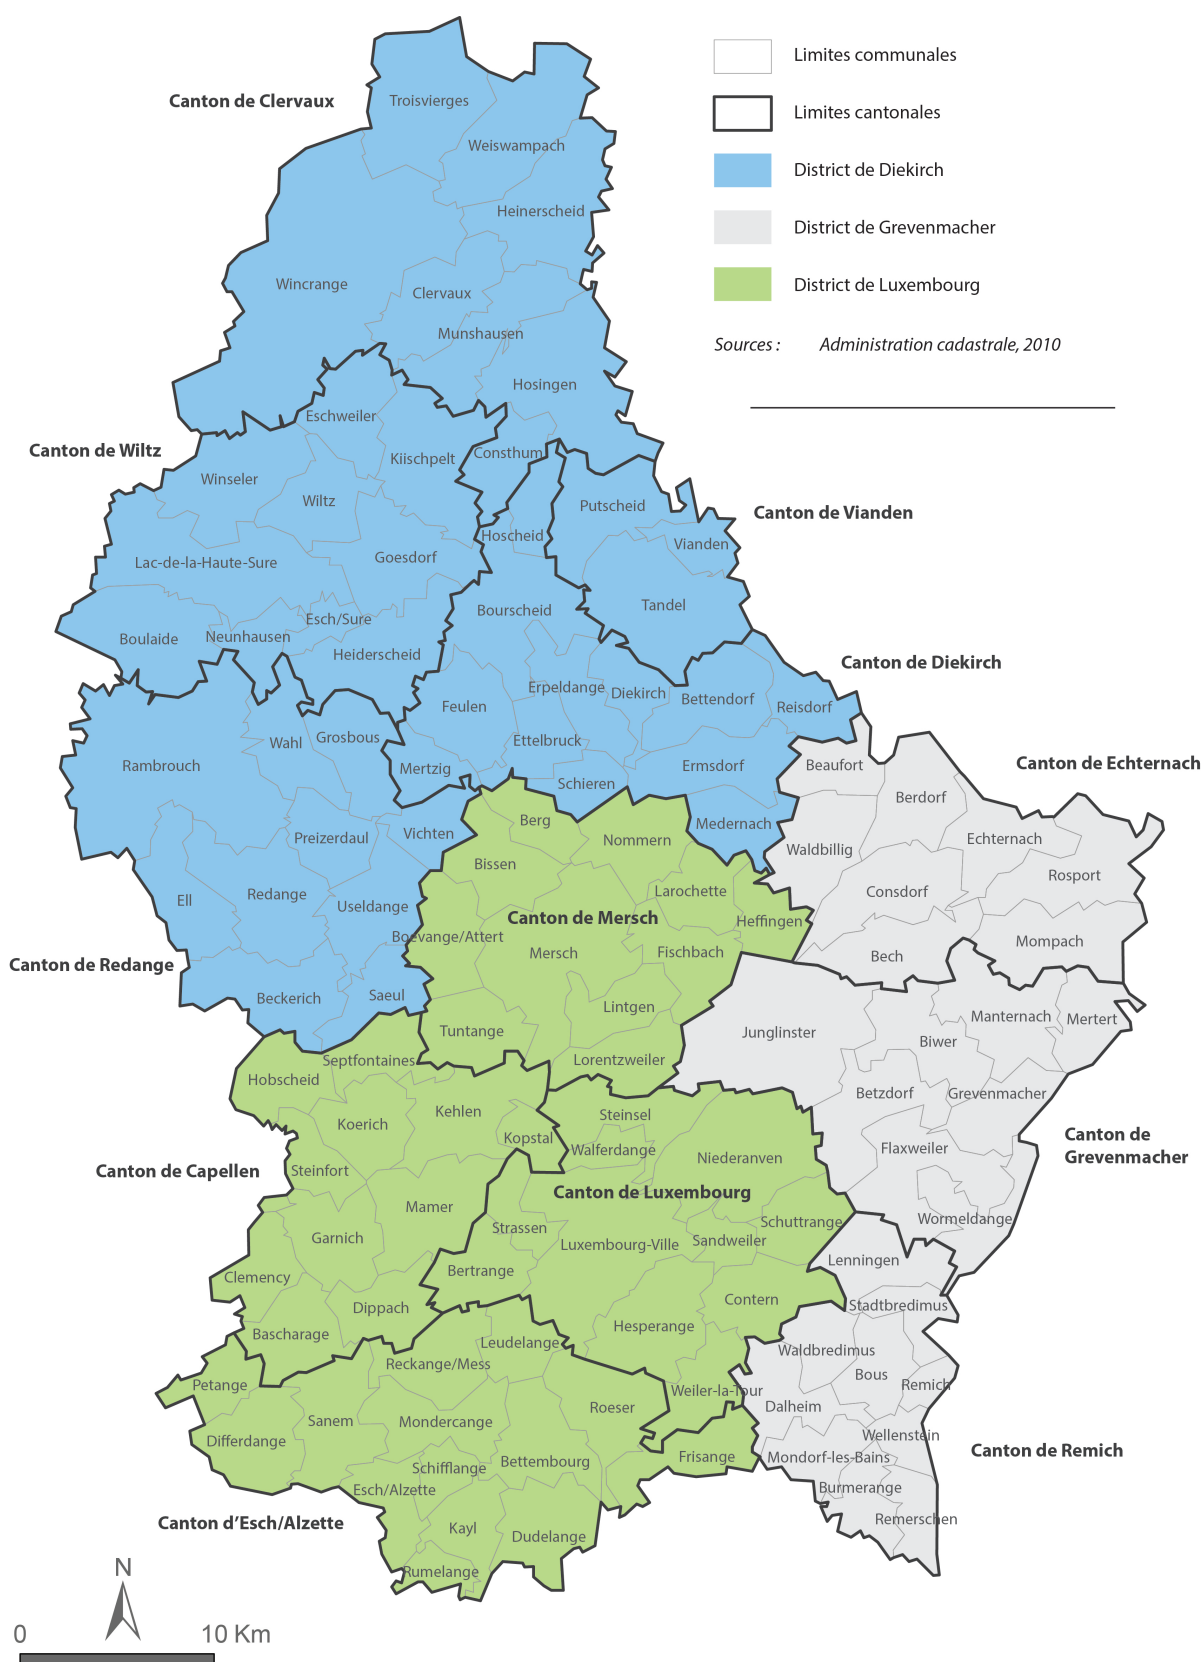 Limites communales
Limites cantonales
District de Diekirch
District de Grevenmacher
District de Luxembourg
Sources : Administration cadastrale, 2010
Canton de Clervaux
Troisvierges
Weiswampach
Heinerscheid
Wincrange
Clervaux
Munshausen
Hosingen
Eschweiler
Canton de Wiltz
Kiischpelt
Consthum
Winseler
Wiltz
Putscheid
Canton de Vianden
Hoscheid
Vianden
Lac-de-la-Haute-Sure
Goesdorf
Bourscheid
Tandel
Esch/Sure
Boulaide
Neunhausen
Heiderscheid
Canton de Diekirch
Erpeldange
Diekirch
Bettendorf
Reisdorf
Feulen
Wahl
Grosbous
Ettelbruck
Rambrouch
Mertzig
Schieren
Ermsdorf
Beaufort
Canton de Echternach
Berdorf
Berg
Medernach
Preizerdaul
Vichten
Nommern
Echternach
Waldbillig
Bissen
Rosport
Ell
Redange
Useldange
Larochette
Consdorf
Canton de Mersch
Heffingen
Boevange/Attert
Mersch
Fischbach
Bech
Mompach
Canton de Redange
Beckerich
Saeul
Lintgen
Tuntange
Junglinster
Manternach
Mertert
Biwer
Septfontaines
Lorentzweiler
Hobscheid
Betzdorf
Grevenmacher
Koerich
Kehlen
Steinsel
Kopstal
Walferdange
Canton de
Grevenmacher
Flaxweiler
Niederanven
Canton de Capellen
Steinfort
Canton de Luxembourg
Mamer
Strassen
Schuttrange
Wormeldange
Garnich
Luxembourg-Ville
Sandweiler
Lenningen
Clemency
Bertrange
Contern
Stadtbredimus
Dippach
Bascharage
Hesperange
Leudelange
Waldbredimus
Reckange/Mess
Bous
Petange
Weiler-la-Tour
Remich
Roeser
Dalheim
Sanem
Mondercange
Wellenstein
Differdange
Canton de Remich
Schifflange
Bettembourg
Frisange
Mondorf-les-Bains
Esch/Alzette
Burmerange
Canton d’Esch/Alzette
Kayl
Dudelange
Remerschen
Rumelange
N
0 10 Km